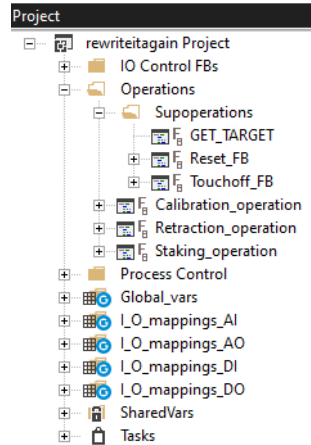 Project
rewriteitagain Project
IO Control FBs
Operations
Supoperations
GET_TARGET
Reset_FB
Touchoff_FB
Calibration_operation
Retraction_operation
Staking_operation
Process Control
Global_vars
I_O_mappings_AI
I_O_mappings_AO
I_O_mappings_DI
I_O_mappings_DO
SharedVars
Tasks